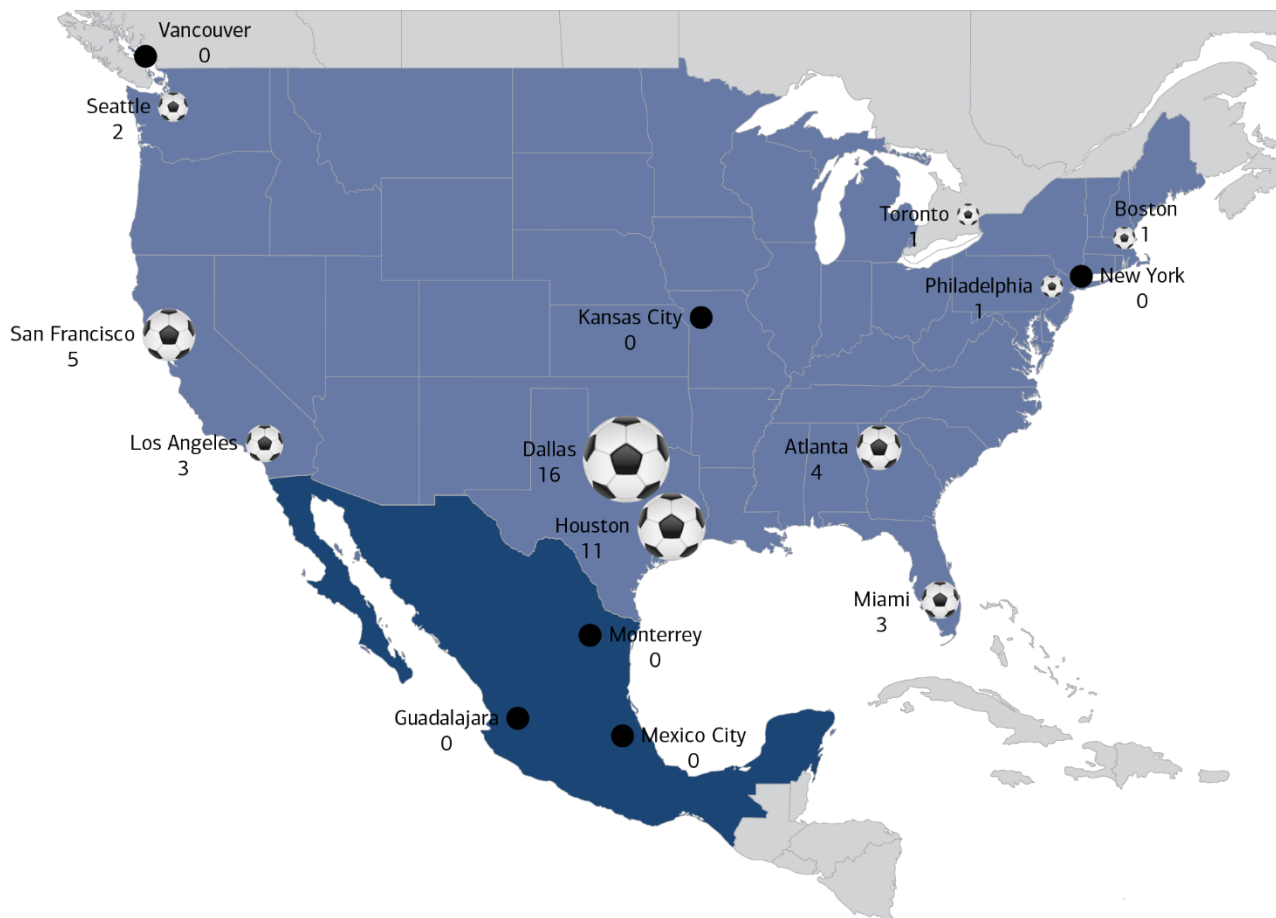 Vancouver
0
Seattle
2
Toronto
1
Boston
1
Philadelphia
1
New York
0
San Francisco
5
Kansas City
0
Los Angeles
3
Dallas
16
Atlanta
4
Houston
11
Miami
3
Monterrey
0
Guadalajara
0
Mexico City
0